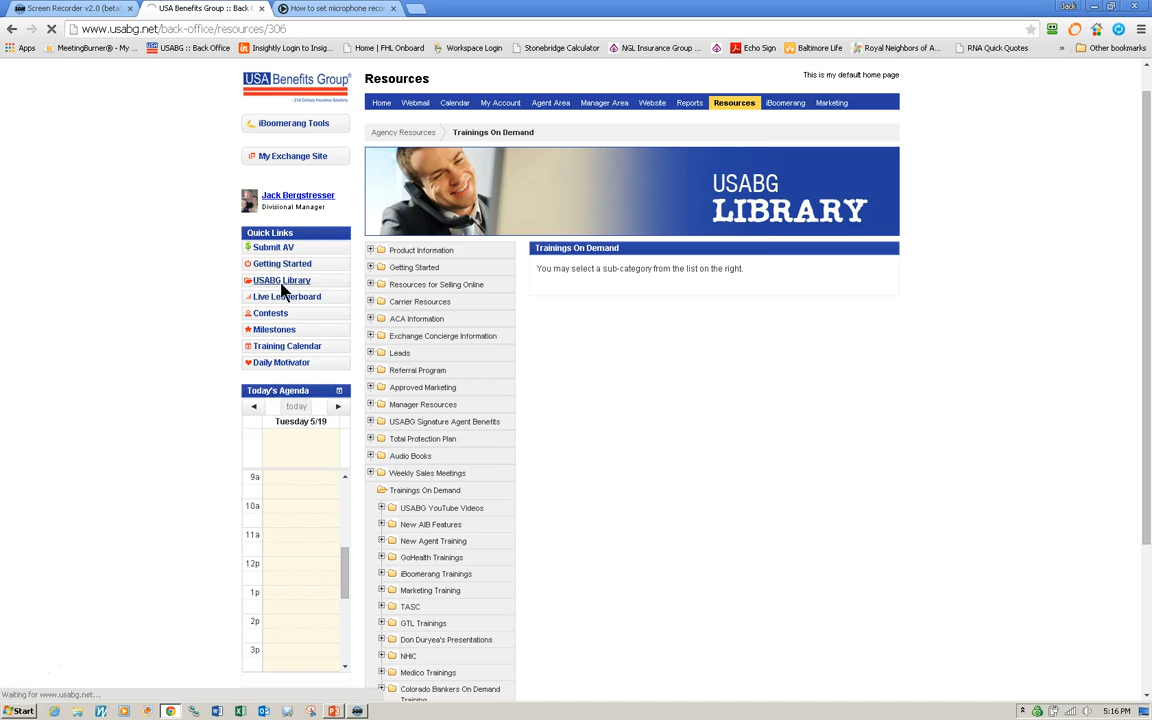 Screen Recorder v2.0 (beta)
USA Benefits Group :: Back
How to set microphone reco
Jack
www.usabg.net/back-office/resources/306
Apps
MeetingBurner® - My ...
USABG :: Back Office
Insightly Login to Insig...
Home | FHL Onboard
Workspace Login
Stonebridge Calculator
NGL Insurance Group ...
Echo Sign
Baltimore Life
Royal Neighbors of A...
RNA Quick Quotes
Other bookmarks
USA Benefits Group
21st Century Insurance Solutions
Resources
This is my default home page
Home Webmail Calendar My Account Agent Area Manager Area Website Reports Resources iBoomerang Marketing
iBoomerang Tools
My Exchange Site
Agency Resources
Trainings On Demand
USABG
LIBRARY
Jack Bergstresser
Divisional Manager
Quick Links
Submit AV
Getting Started
USABG Library
Live Leaderboard
Contests
Milestones
Training Calendar
Daily Motivator
Today's Agenda
today
Tuesday 5/19
9a
10a
11a
12p
1p
2p
3p
Product Information
Getting Started
Resources for Selling Online
Carrier Resources
ACA Information
Exchange Concierge Information
Leads
Referral Program
Approved Marketing
Manager Resources
USABG Signature Agent Benefits
Total Protection Plan
Audio Books
Weekly Sales Meetings
Trainings On Demand
USABG YouTube Videos
New AIB Features
New Agent Training
GoHealth Trainings
iBoomerang Trainings
Marketing Training
TASC
GTL Trainings
Don Duryea's Presentations
NHIC
Medico Trainings
Colorado Bankers On Demand
Training
Trainings On Demand
You may select a sub-category from the list on the right.
Waiting for www.usabg.net...
Start
5:16 PM